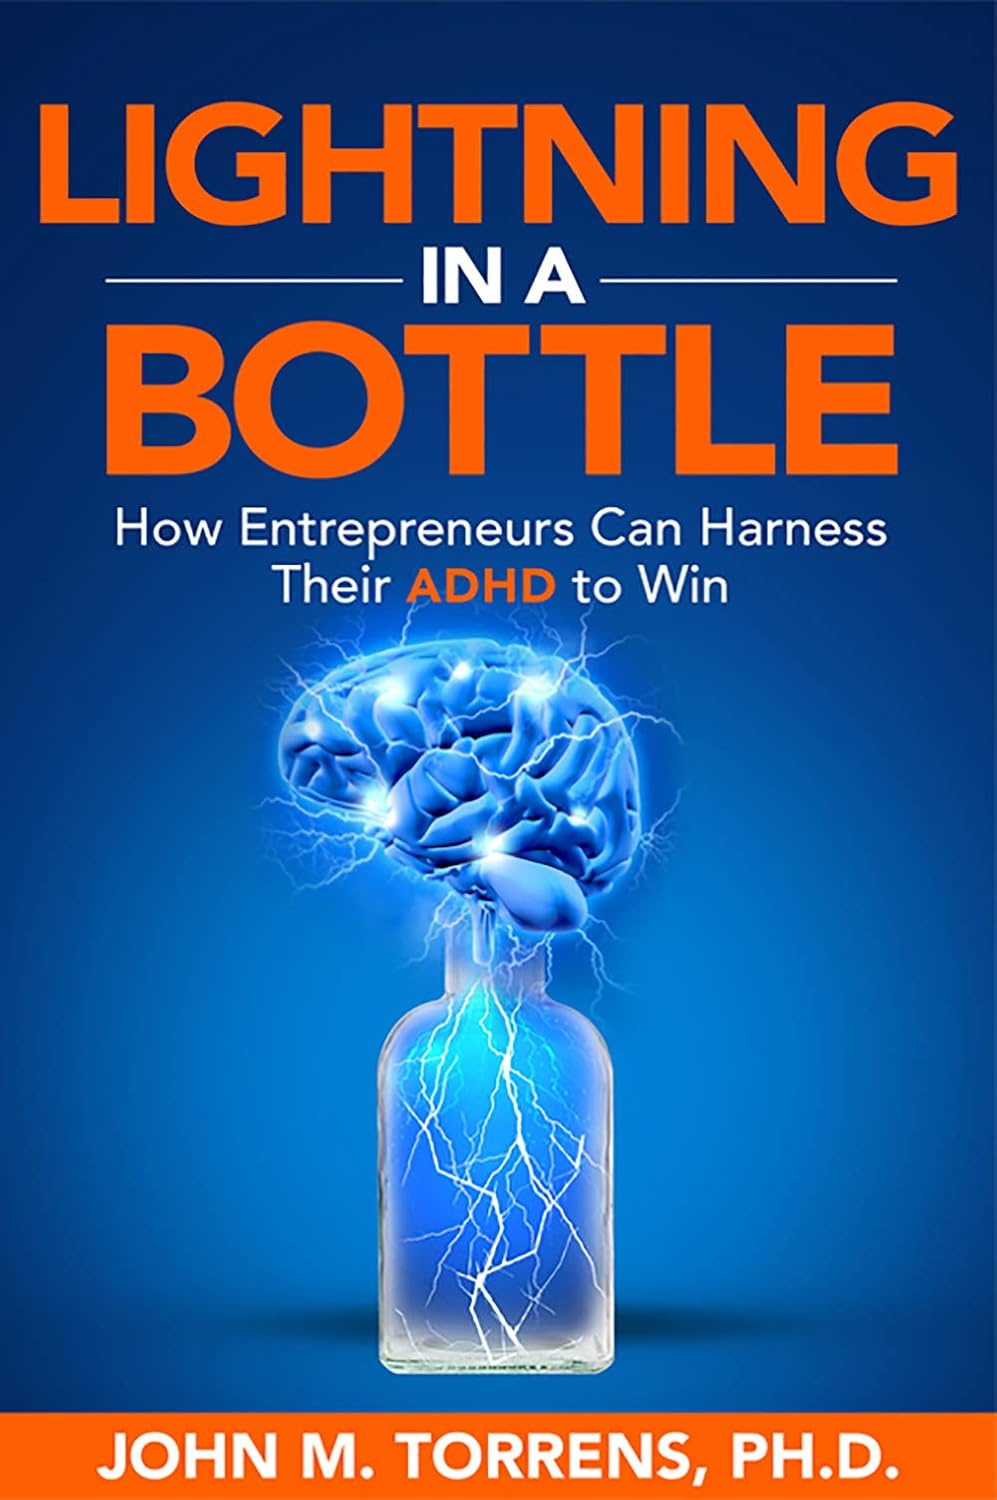 LIGHTNING
IN A
BOTTLE
How Entrepreneurs Can Harness
Their ADHD to Win
JOHN M. TORRENS, PH.D.